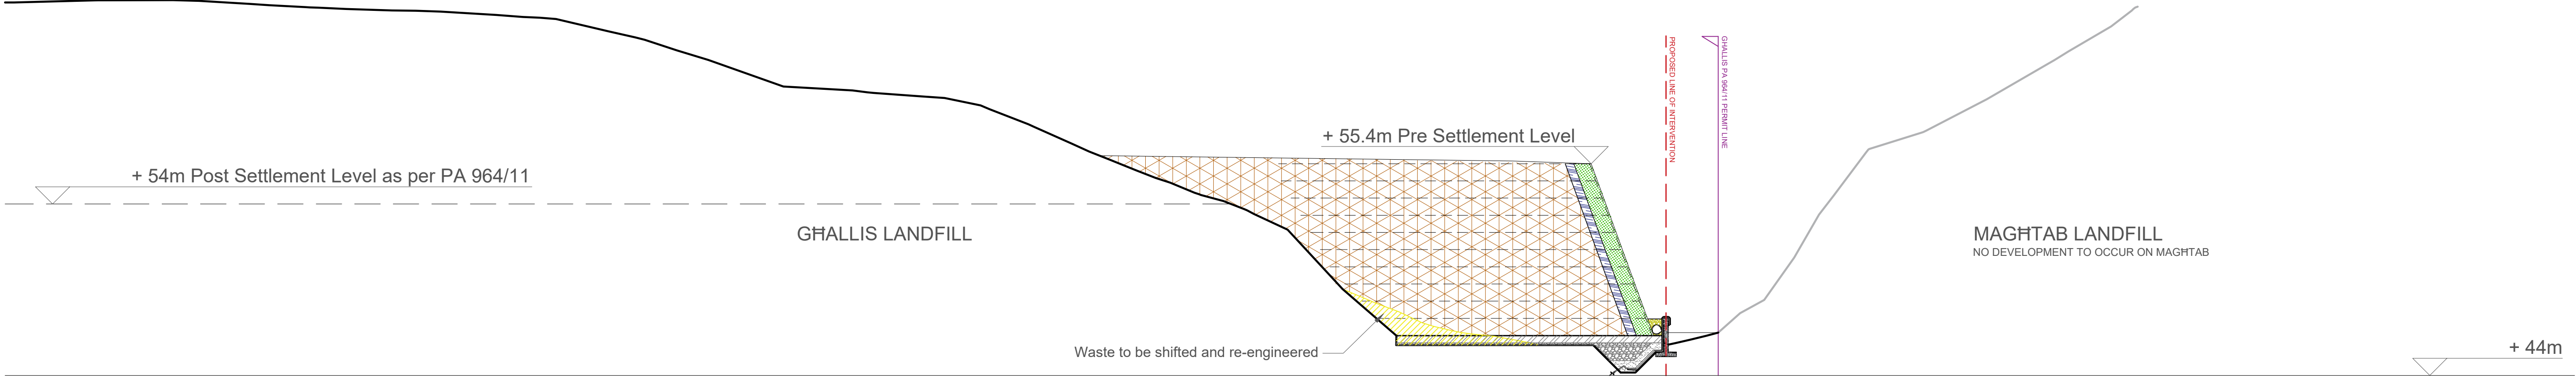 PROPOSED LINE OF INTERVENTION
GHALLIS PA 964/11 PERMIT LINE
+ 55.4m Pre Settlement Level
+ 54m Post Settlement Level as per PA 964/11
GĦALLIS LANDFILL
MAGĦTAB LANDFILL
NO DEVELOPMENT TO OCCUR ON MAGĦTAB
Waste to be shifted and re-engineered
+ 44m